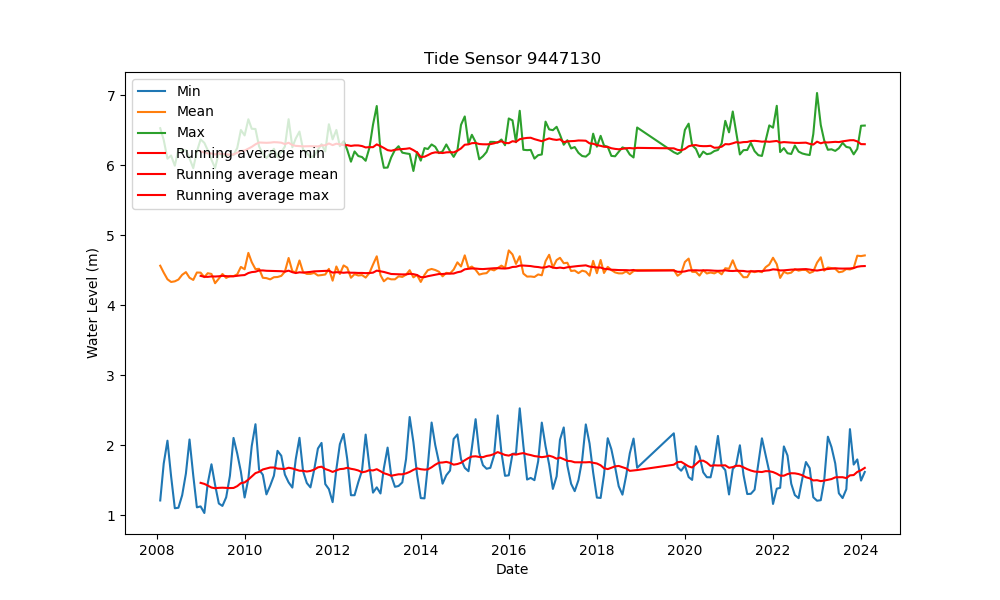 Tide Sensor 9447130
Min
Mean
Max
Running average min
Running average mean
Running average max
7
6
5
4
3
2
1
Water Level (m)
2008 2010 2012 2014 2016 2018 2020 2022 2024
Date